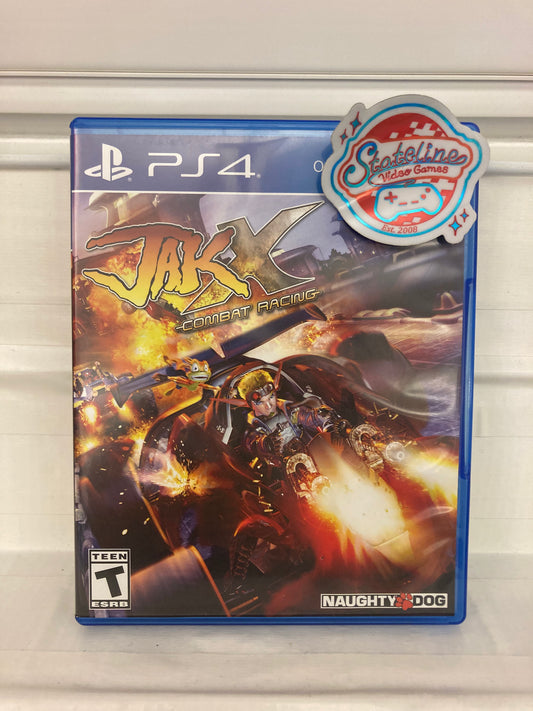 PS4
Stateline
Video Games
Est. 2008
JAK X
COMBAT RACING
TEEN
T
ESRB
NAUGHTY DOG